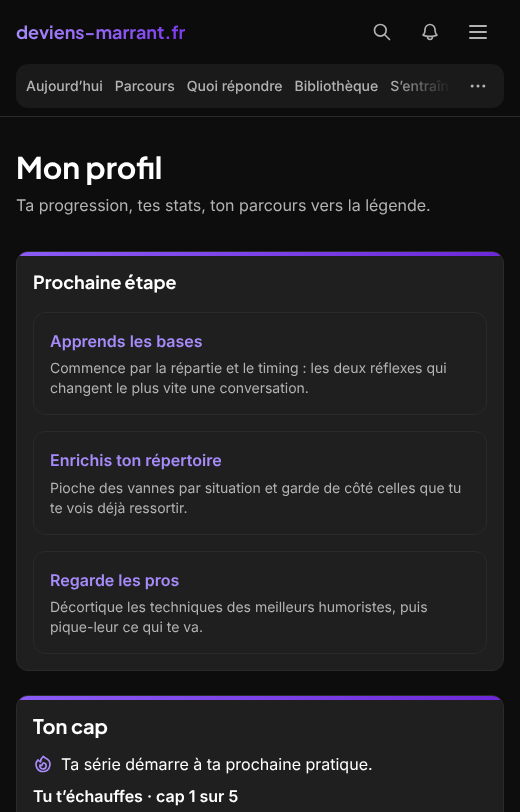 deviens-marrant.fr
Aujourd’hui Parcours Quoi répondre Bibliothèque S’entraîn
Mon profil
Ta progression, tes stats, ton parcours vers la légende.
Prochaine étape
Apprends les bases
Commence par la répartie et le timing : les deux réflexes qui
changent le plus vite une conversation.
Enrichis ton répertoire
Pioche des vannes par situation et garde de côté celles que tu
te vois déjà ressortir.
Regarde les pros
Décortique les techniques des meilleurs humoristes, puis
pique-leur ce qui te va.
Ton cap
Ta série démarre à ta prochaine pratique.
Tu t’échauffes · cap 1 sur 5